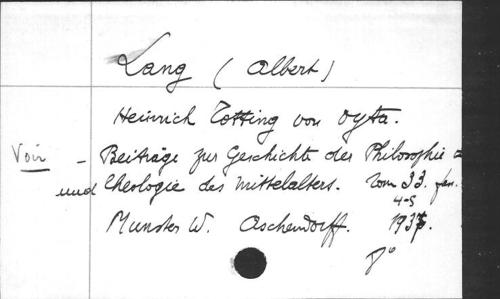 Lang (Albert)
Heinrich Totting von Oyta.
Voir - Beiträge zur Geschichte der Philosophie
und theologie des Mittelalters. Tom 33. fasc.
4-5
Munster W. Aschendorff. 1937.
8°